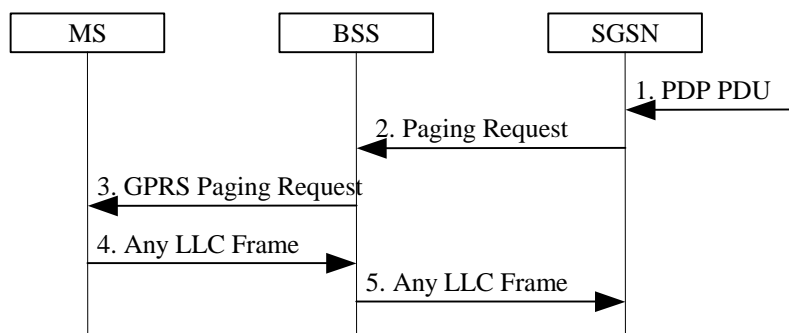 MS
BSS
SGSN
1. PDP PDU
2. Paging Request
3. GPRS Paging Request
4. Any LLC Frame
5. Any LLC Frame